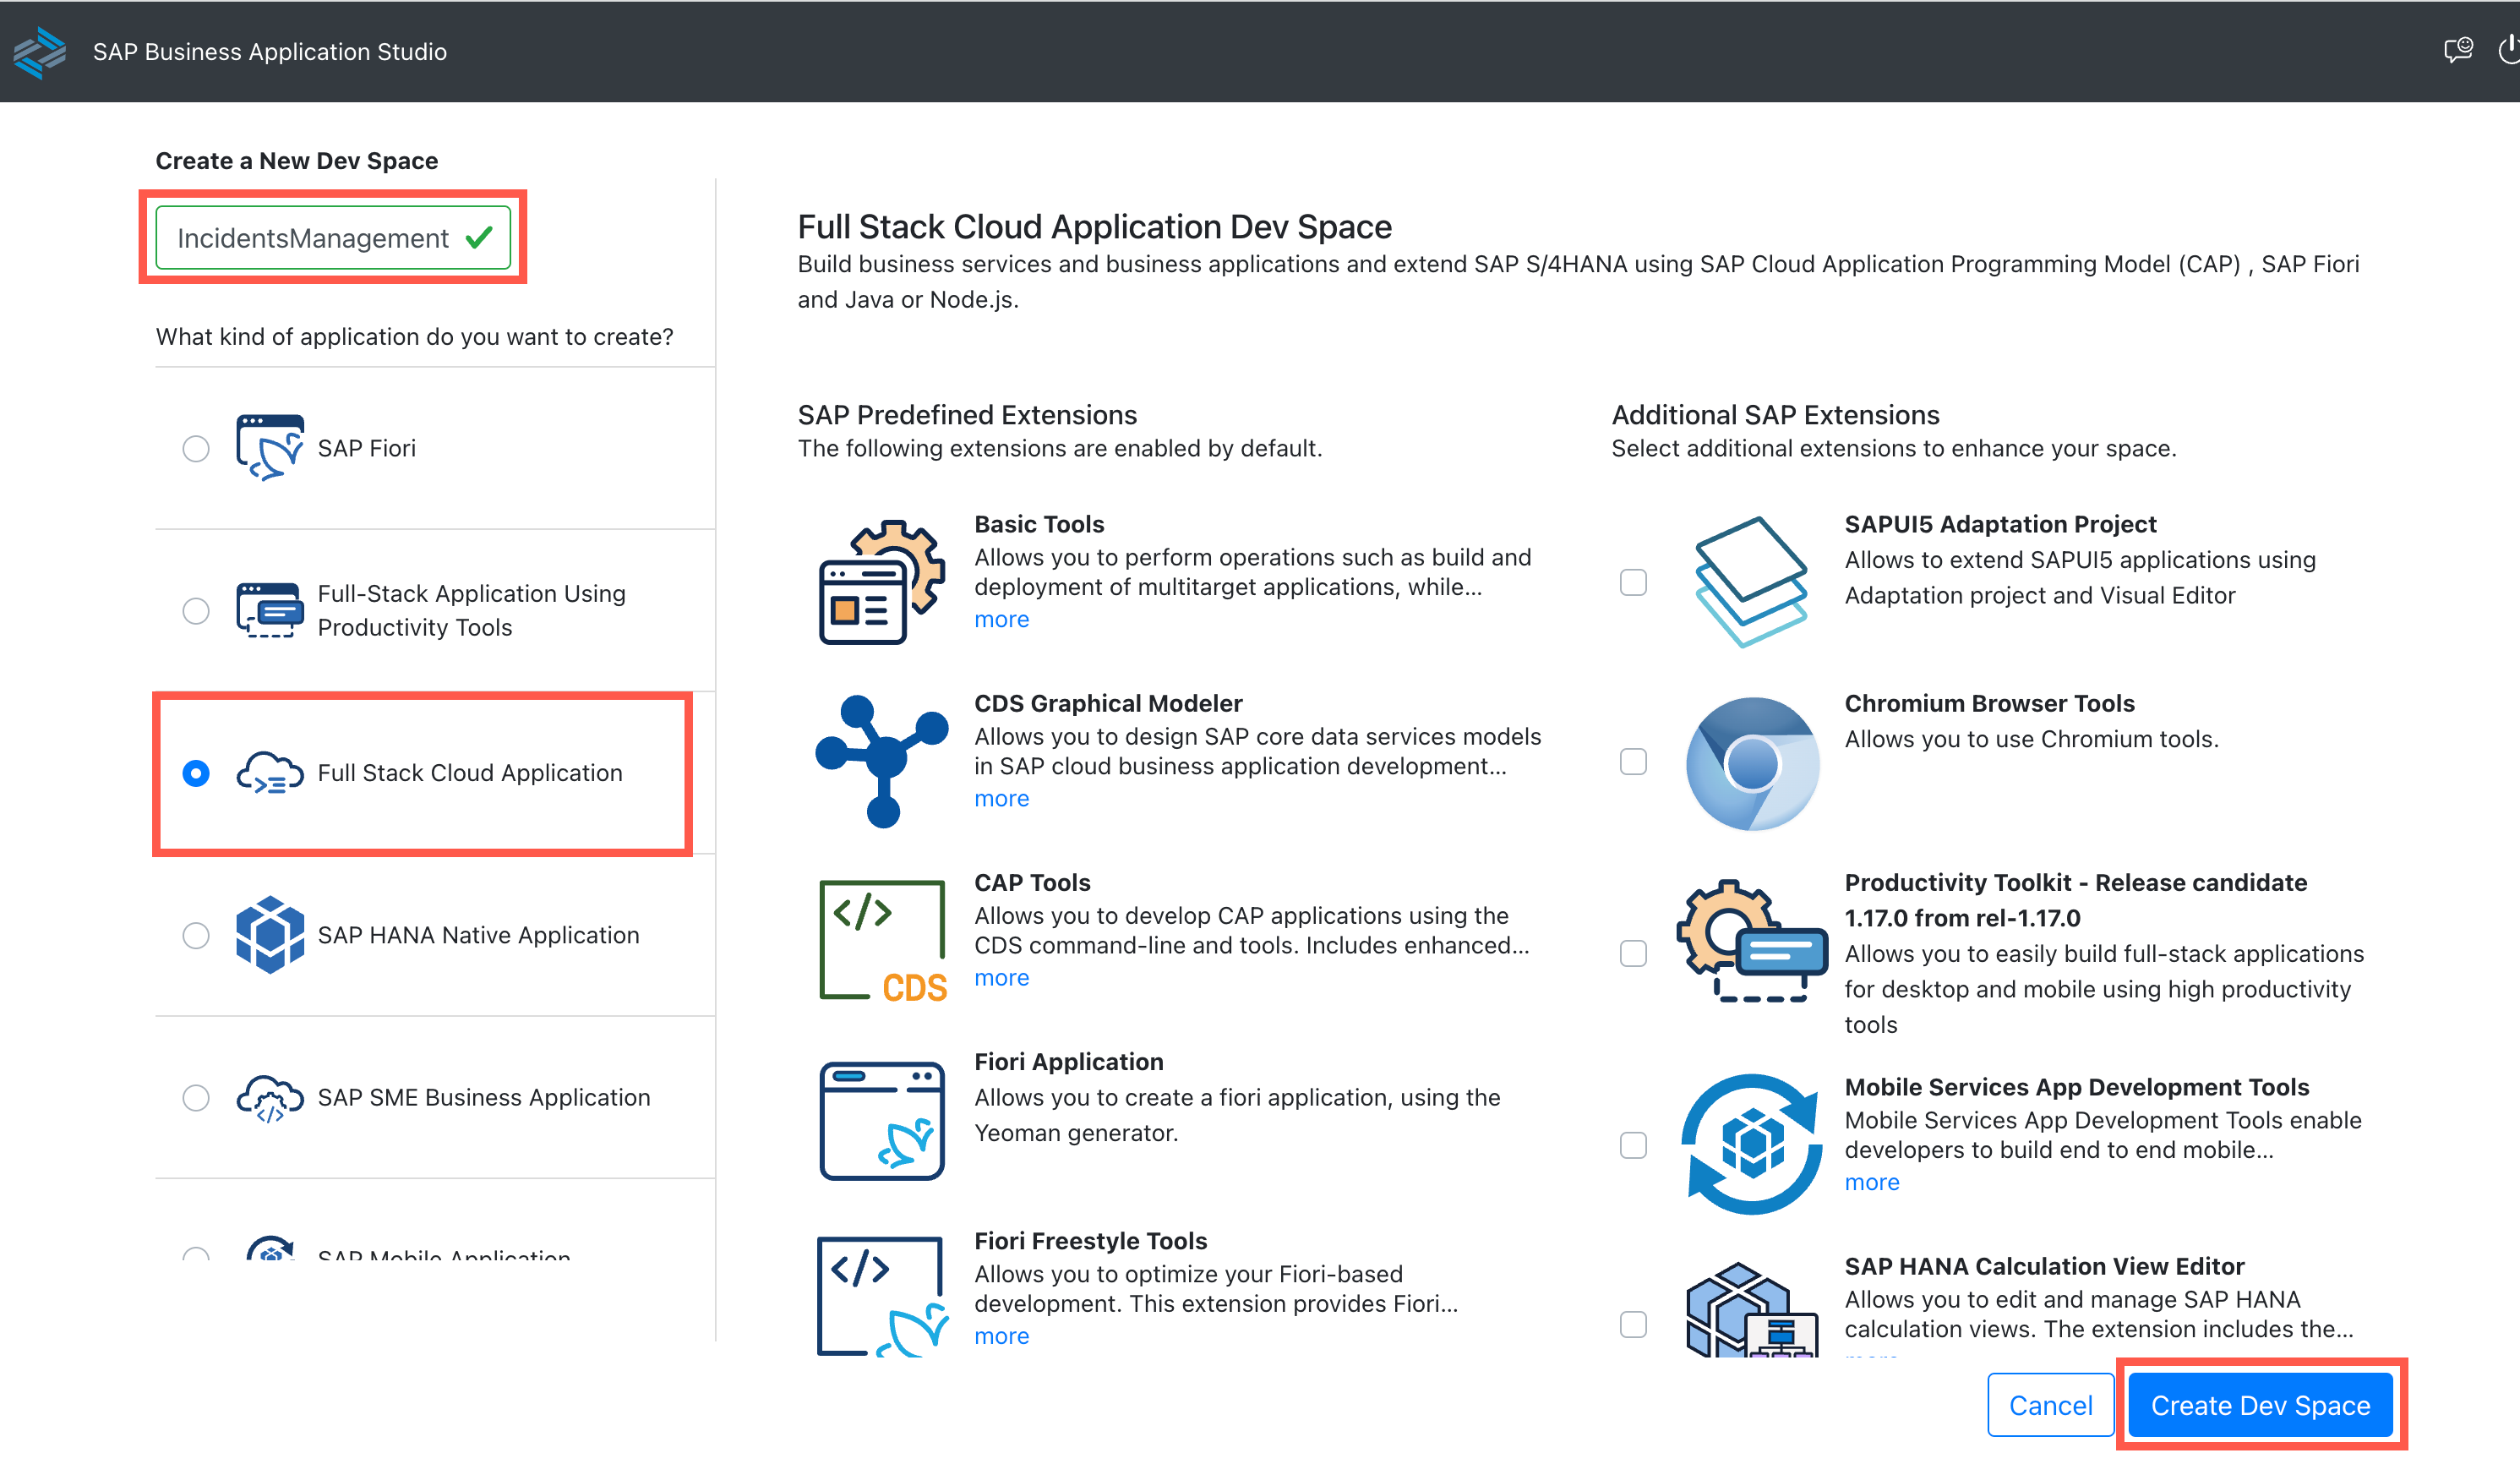 SAP Business Application Studio
Create a New Dev Space
IncidentsManagement
What kind of application do you want to create?
SAP Fiori
Full-Stack Application Using
Productivity Tools
Full Stack Cloud Application
SAP HANA Native Application
SAP SME Business Application
SAP Mobile Application
Full Stack Cloud Application Dev Space
Build business services and business applications and extend SAP S/4HANA using SAP Cloud Application Programming Model (CAP) , SAP Fiori
and Java or Node.js.
SAP Predefined Extensions
The following extensions are enabled by default.
Basic Tools
Allows you to perform operations such as build and
deployment of multitarget applications, while...
more
CDS Graphical Modeler
Allows you to design SAP core data services models
in SAP cloud business application development...
more
</>
CDS
CAP Tools
Allows you to develop CAP applications using the
CDS command-line and tools. Includes enhanced...
more
Fiori Application
Allows you to create a fiori application, using the
Yeoman generator.
</>
Fiori Freestyle Tools
Allows you to optimize your Fiori-based
development. This extension provides Fiori...
more
Additional SAP Extensions
Select additional extensions to enhance your space.
SAPUI5 Adaptation Project
Allows to extend SAPUI5 applications using
Adaptation project and Visual Editor
Chromium Browser Tools
Allows you to use Chromium tools.
Productivity Toolkit - Release candidate
1.17.0 from rel-1.17.0
Allows you to easily build full-stack applications
for desktop and mobile using high productivity
tools
Mobile Services App Development Tools
Mobile Services App Development Tools enable
developers to build end to end mobile...
more
SAP HANA Calculation View Editor
Allows you to edit and manage SAP HANA
calculation views. The extension includes the...
Cancel
Create Dev Space